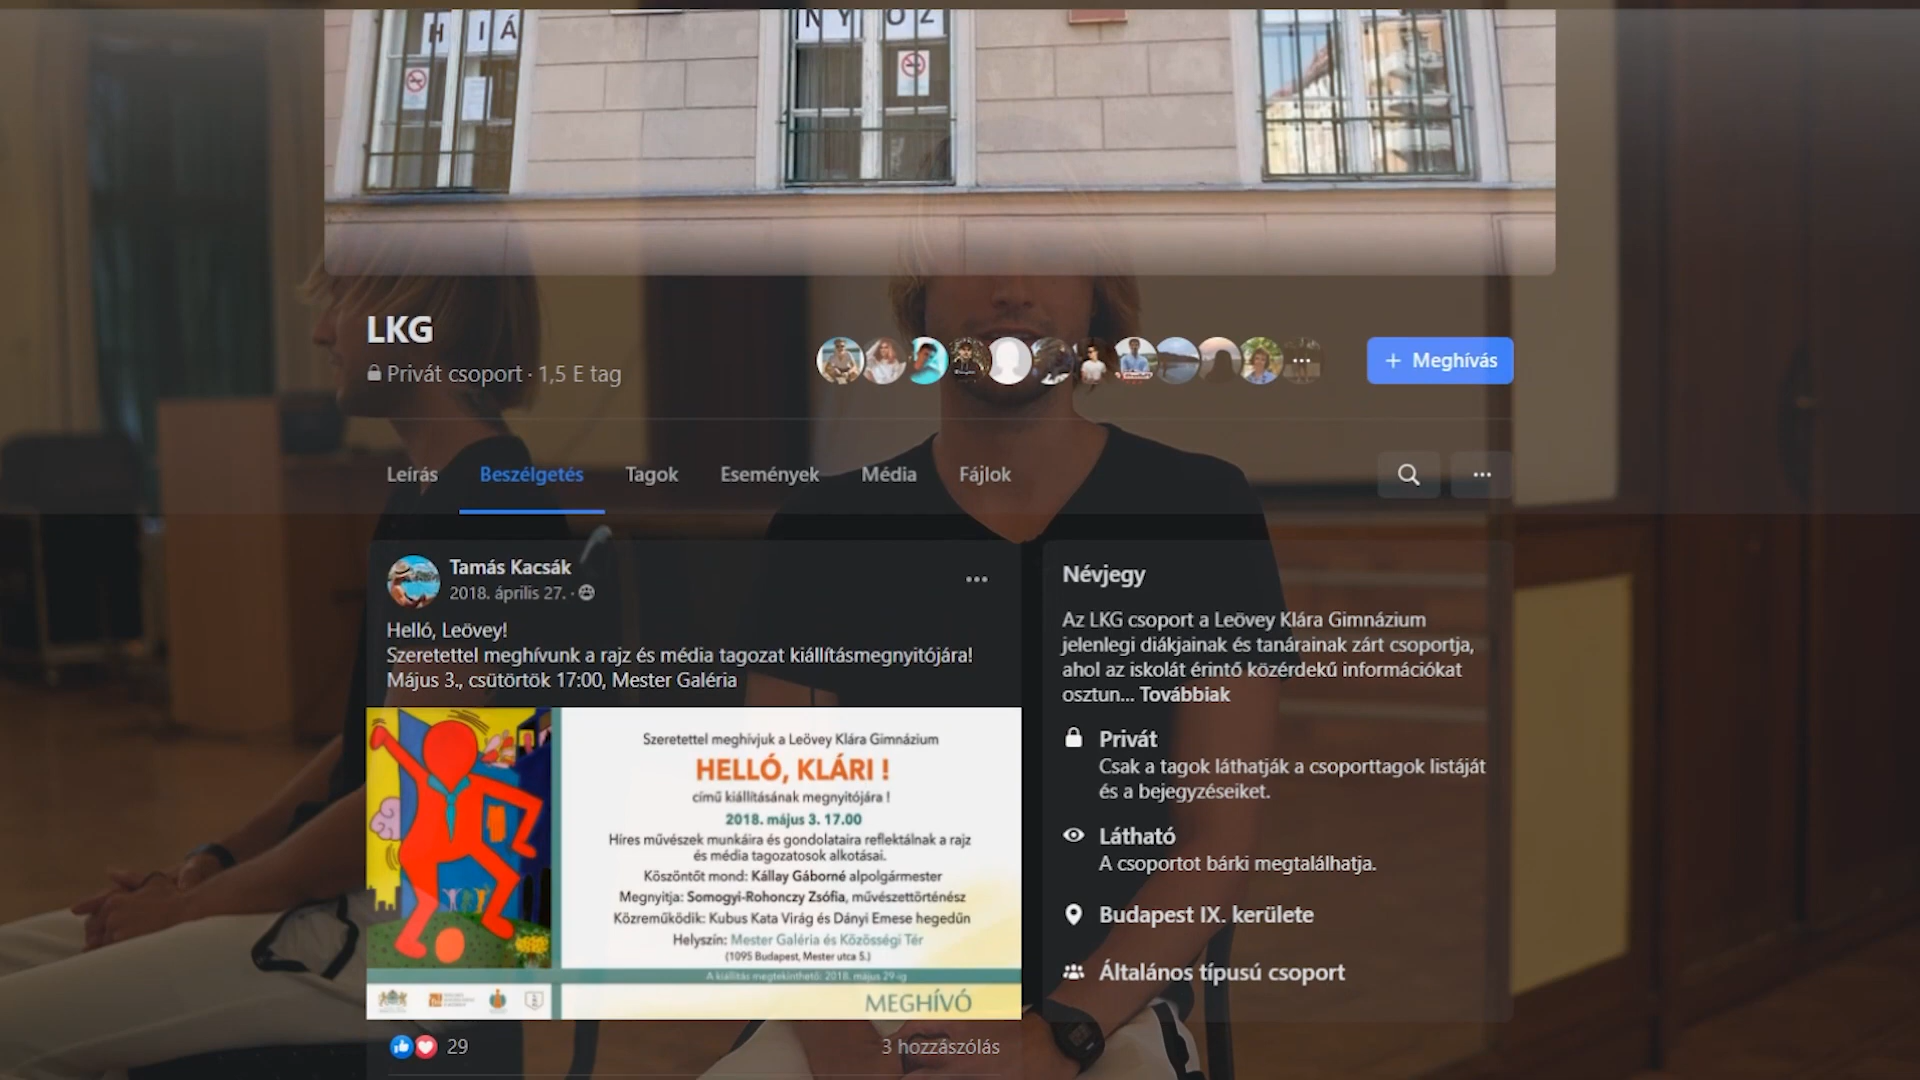 H I Á
N Y O Z
LKG
Privát csoport · 1,5 E tag
+ Meghívás
Leírás Beszélgetés Tagok Események Média Fájlok
Tamás Kacsák
2018. április 27. ·
Helló, Leövey!
Szeretettel meghívunk a rajz és média tagozat kiállításmegnyitójára!
Május 3., csütörtök 17:00, Mester Galéria
Szeretettel meghívjuk a Leövey Klára Gimnázium
HELLÓ, KLÁRI !
című kiállításának megnyitójára !
2018. május 3. 17.00
Híres művészek munkáira és gondolataira reflektálnak a rajz
és média tagozatosok alkotásai.
Köszöntőt mond: Kállay Gáborné alpolgármester
Megnyitja: Somogyi-Rohonczy Zsófia, művészettörténész
Közreműködik: Kubus Kata Virág és Dányi Emese hegedűn
Helyszín: Mester Galéria és Közösségi Tér
(1095 Budapest, Mester utca 5.)
A kiállítás megtekinthető: 2018. május 29-ig
MEGHÍVÓ
29
3 hozzászólás
Névjegy
Az LKG csoport a Leövey Klára Gimnázium
jelenlegi diákjainak és tanárainak zárt csoportja,
ahol az iskolát érintő közérdekű információkat
osztun... Továbbiak
Privát
Csak a tagok láthatják a csoporttagok listáját
és a bejegyzéseiket.
Látható
A csoportot bárki megtalálhatja.
Budapest IX. kerülete
Általános típusú csoport